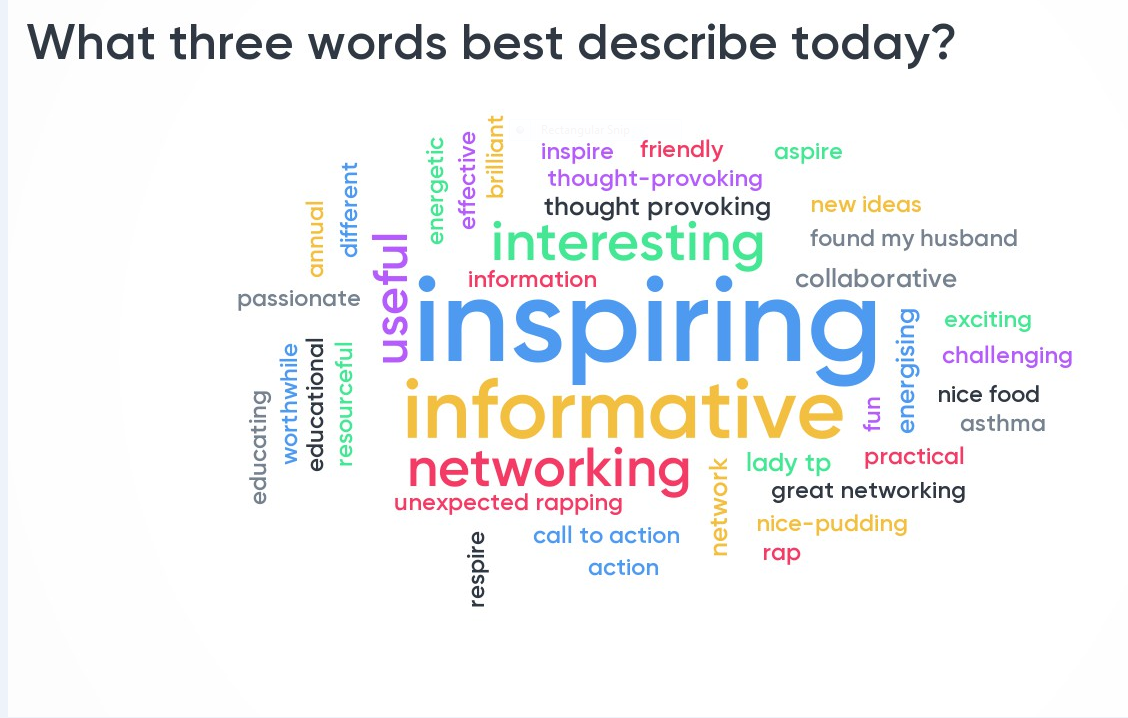 What three words best describe today?
Rectangular Snip
brilliant
effective
energetic
inspire
friendly
aspire
different
annual
thought-provoking
thought provoking
new ideas
found my husband
interesting
useful
information
collaborative
passionate
inspiring
exciting
energising
challenging
worthwhile
educational
resourceful
educating
informative
fun
nice food
asthma
networking
network
lady tp
practical
great networking
unexpected rapping
nice-pudding
call to action
rap
respire
action